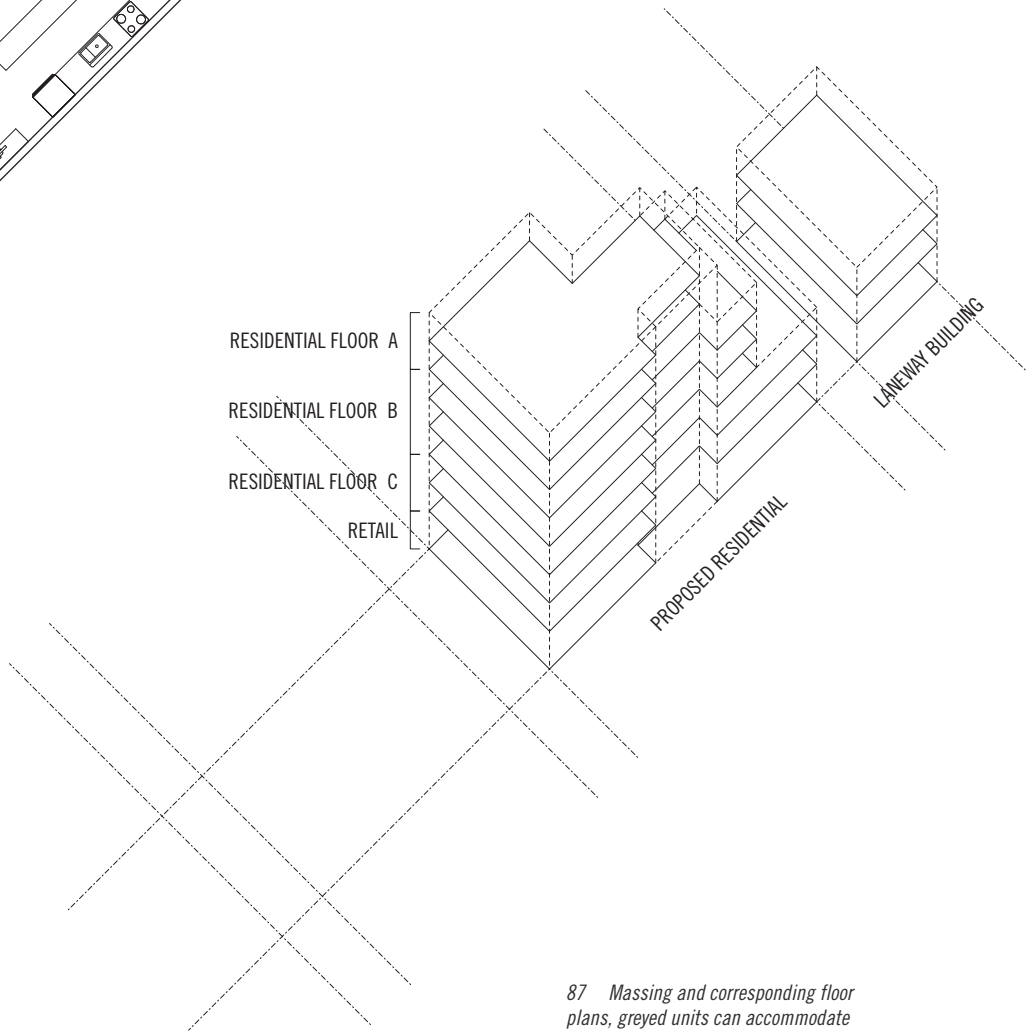 RESIDENTIAL FLOOR A
RESIDENTIAL FLOOR B
RESIDENTIAL FLOOR C
RETAIL
LANEWAY BUILDING
PROPOSED RESIDENTIAL
87 Massing and corresponding floor
plans, greyed units can accommodate